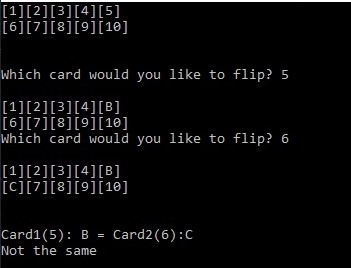 [1][2][3][4][5]
[6][7][8][9][10]
Which card would you like to flip? 5
[1][2][3][4][B]
[6][7][8][9][10]
Which card would you like to flip? 6
[1][2][3][4][B]
[C][7][8][9][10]
Card1(5): B = Card2(6):C
Not the same